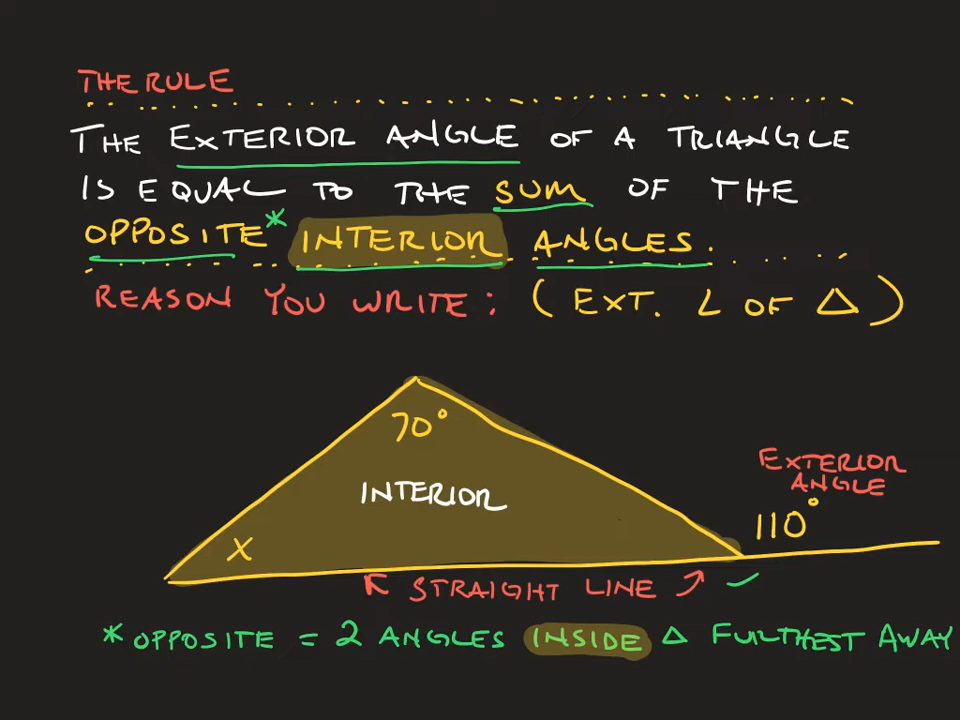 THE RULE
THE EXTERIOR ANGLE OF A TRIANGLE
IS EQUAL TO THE SUM OF THE
OPPOSITE* INTERIOR ANGLES.
REASON YOU WRITE: (EXT. ∠ OF Δ)
70°
INTERIOR
EXTERIOR
ANGLE
110°
x
STRAIGHT LINE ✓
*OPPOSITE = 2 ANGLES INSIDE Δ FURTHEST AWAY